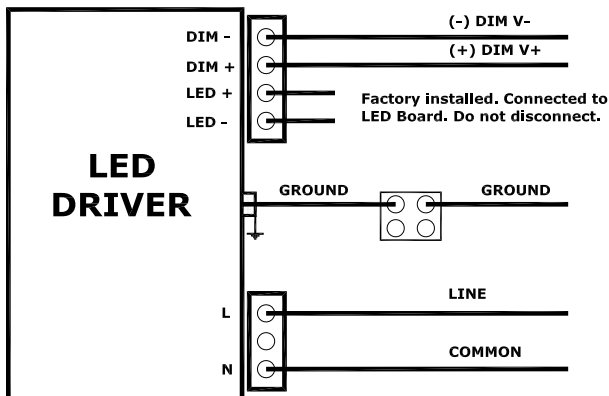 (-) DIM V-
DIM -
(+) DIM V+
DIM +
LED +
Factory installed. Connected to
LED Board. Do not disconnect.
LED -
LED
DRIVER
GROUND
GROUND
LINE
L
COMMON
N